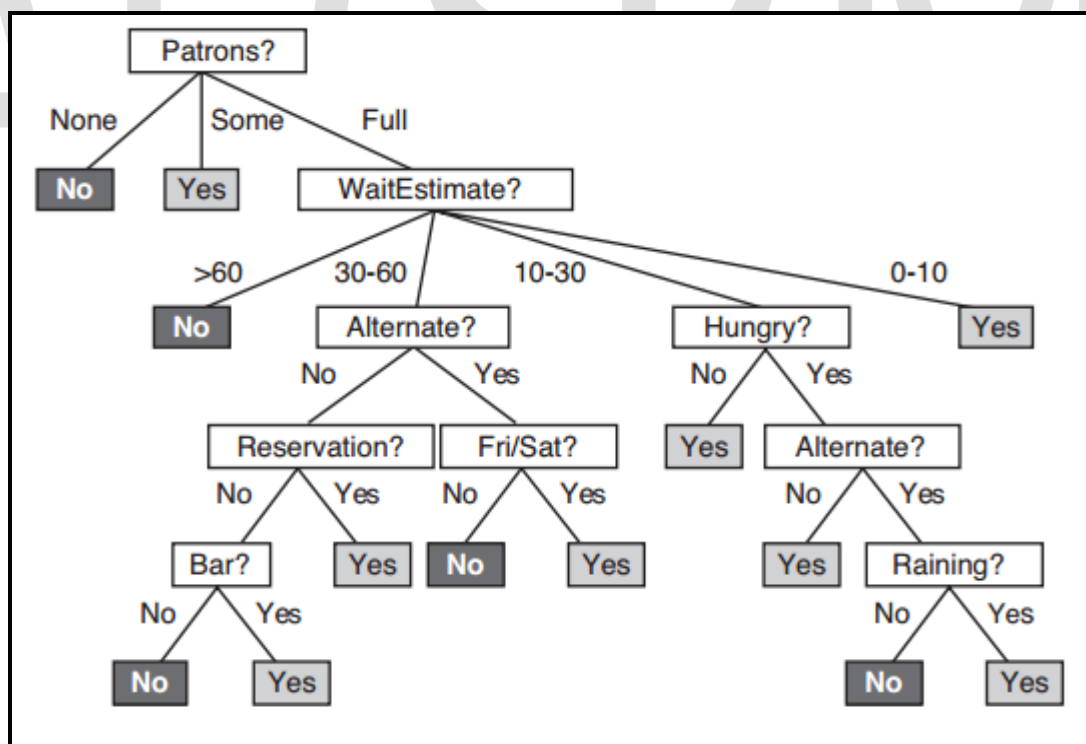 Patrons?
None Some Full
No Yes WaitEstimate?
>60 30-60 10-30 0-10
No Alternate? Hungry? Yes
No Yes No Yes
Reservation? Fri/Sat? Yes Alternate?
No Yes No Yes No Yes
Bar? Yes No Yes Yes Raining?
No Yes No Yes
No Yes No Yes